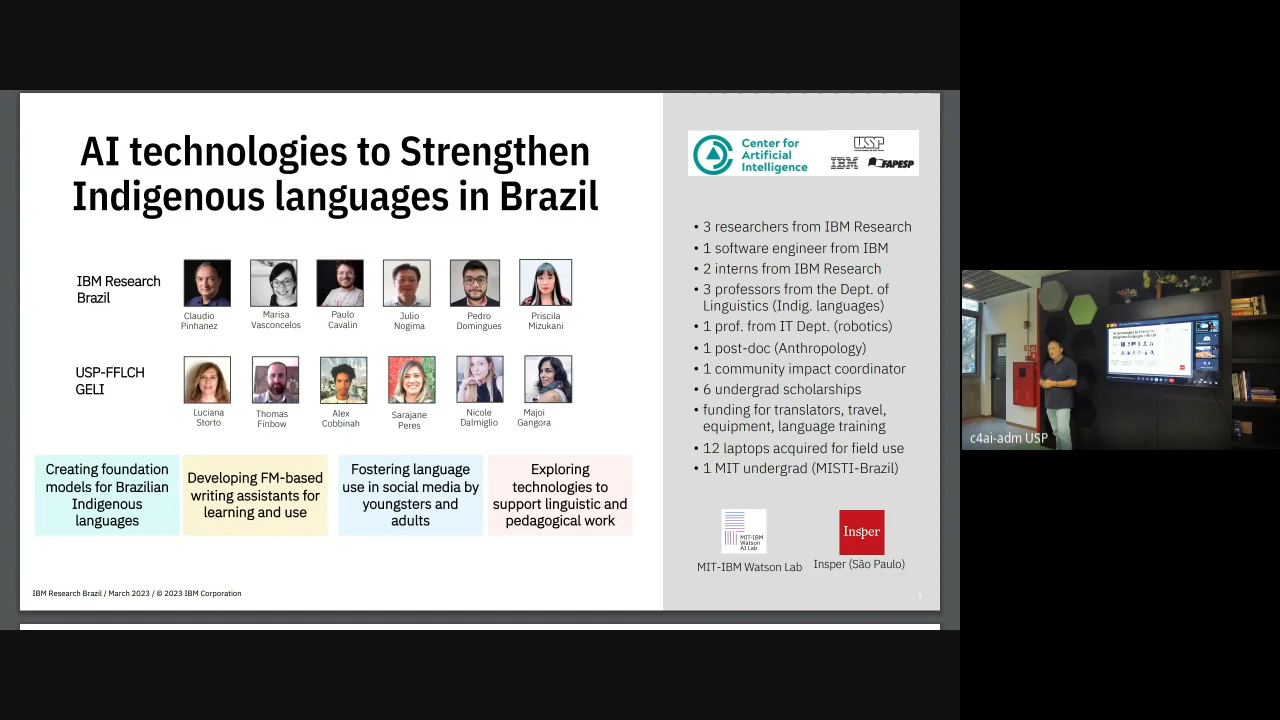 AI technologies to Strengthen
Indigenous languages in Brazil
IBM Research
Brazil
Claudio
Pinhanez
Marisa
Vasconcelos
Paulo
Cavalin
Julio
Nogima
Pedro
Domingues
Priscila
Mizukani
USP-FFLCH
GELI
Luciana
Storto
Thomas
Finbow
Alex
Cobbinah
Sarajane
Peres
Nicole
Dalmiglio
Majoi
Gangora
Creating foundation
models for Brazilian
Indigenous
languages
Developing FM-based
writing assistants for
learning and use
Fostering language
use in social media by
youngsters and
adults
Exploring
technologies to
support linguistic and
pedagogical work
IBM Research Brazil / March 2023 / © 2023 IBM Corporation
Center for
Artificial
Intelligence
USP
IBM
FAPESP
• 3 researchers from IBM Research
• 1 software engineer from IBM
• 2 interns from IBM Research
• 3 professors from the Dept. of
Linguistics (Indig. languages)
• 1 prof. from IT Dept. (robotics)
• 1 post-doc (Anthropology)
• 1 community impact coordinator
• 6 undergrad scholarships
• funding for translators, travel,
equipment, language training
• 12 laptops acquired for field use
• 1 MIT undergrad (MISTI-Brazil)
MIT-IBM
Watson
AI Lab
Insper
MIT-IBM Watson Lab
Insper (São Paulo)
c4ai-adm USP